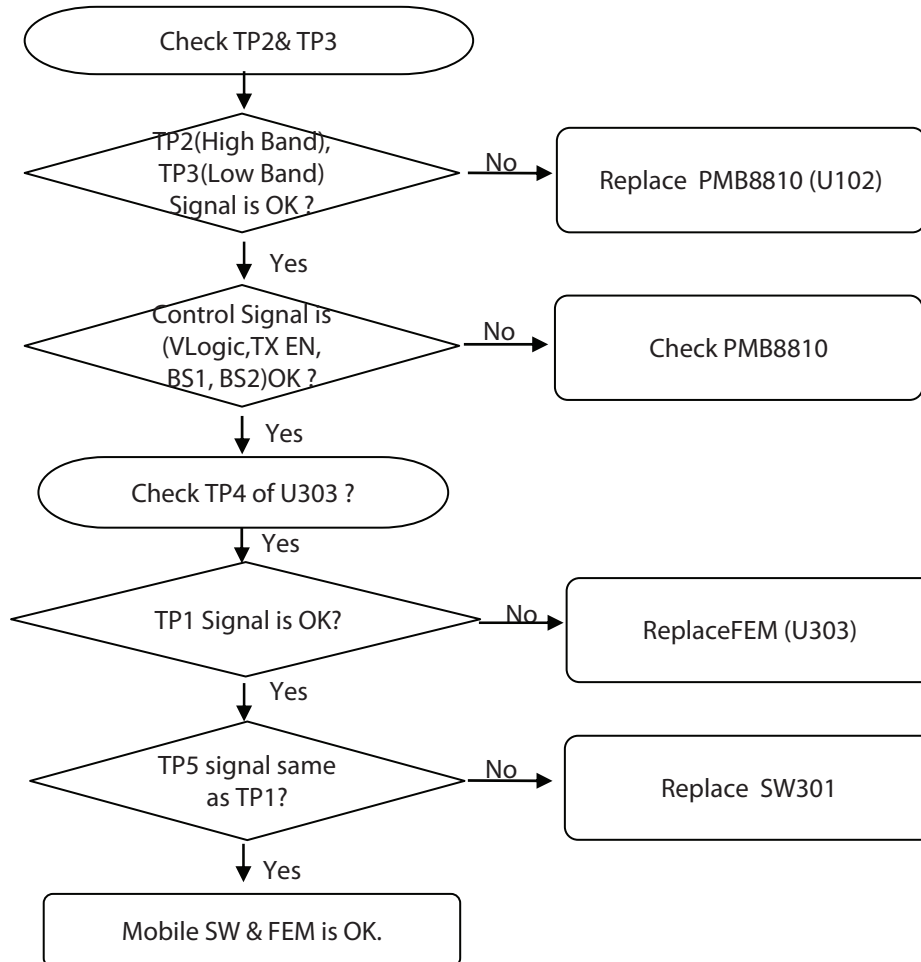 Check TP2& TP3
TP2(High Band),
TP3(Low Band)
Signal is OK ?
No
Replace PMB8810 (U102)
Yes
Control Signal is
(VLogic,TX EN,
BS1, BS2)OK ?
No
Check PMB8810
Yes
Check TP4 of U303 ?
Yes
TP1 Signal is OK?
No
ReplaceFEM (U303)
Yes
TP5 signal same
as TP1?
No
Replace SW301
Yes
Mobile SW & FEM is OK.